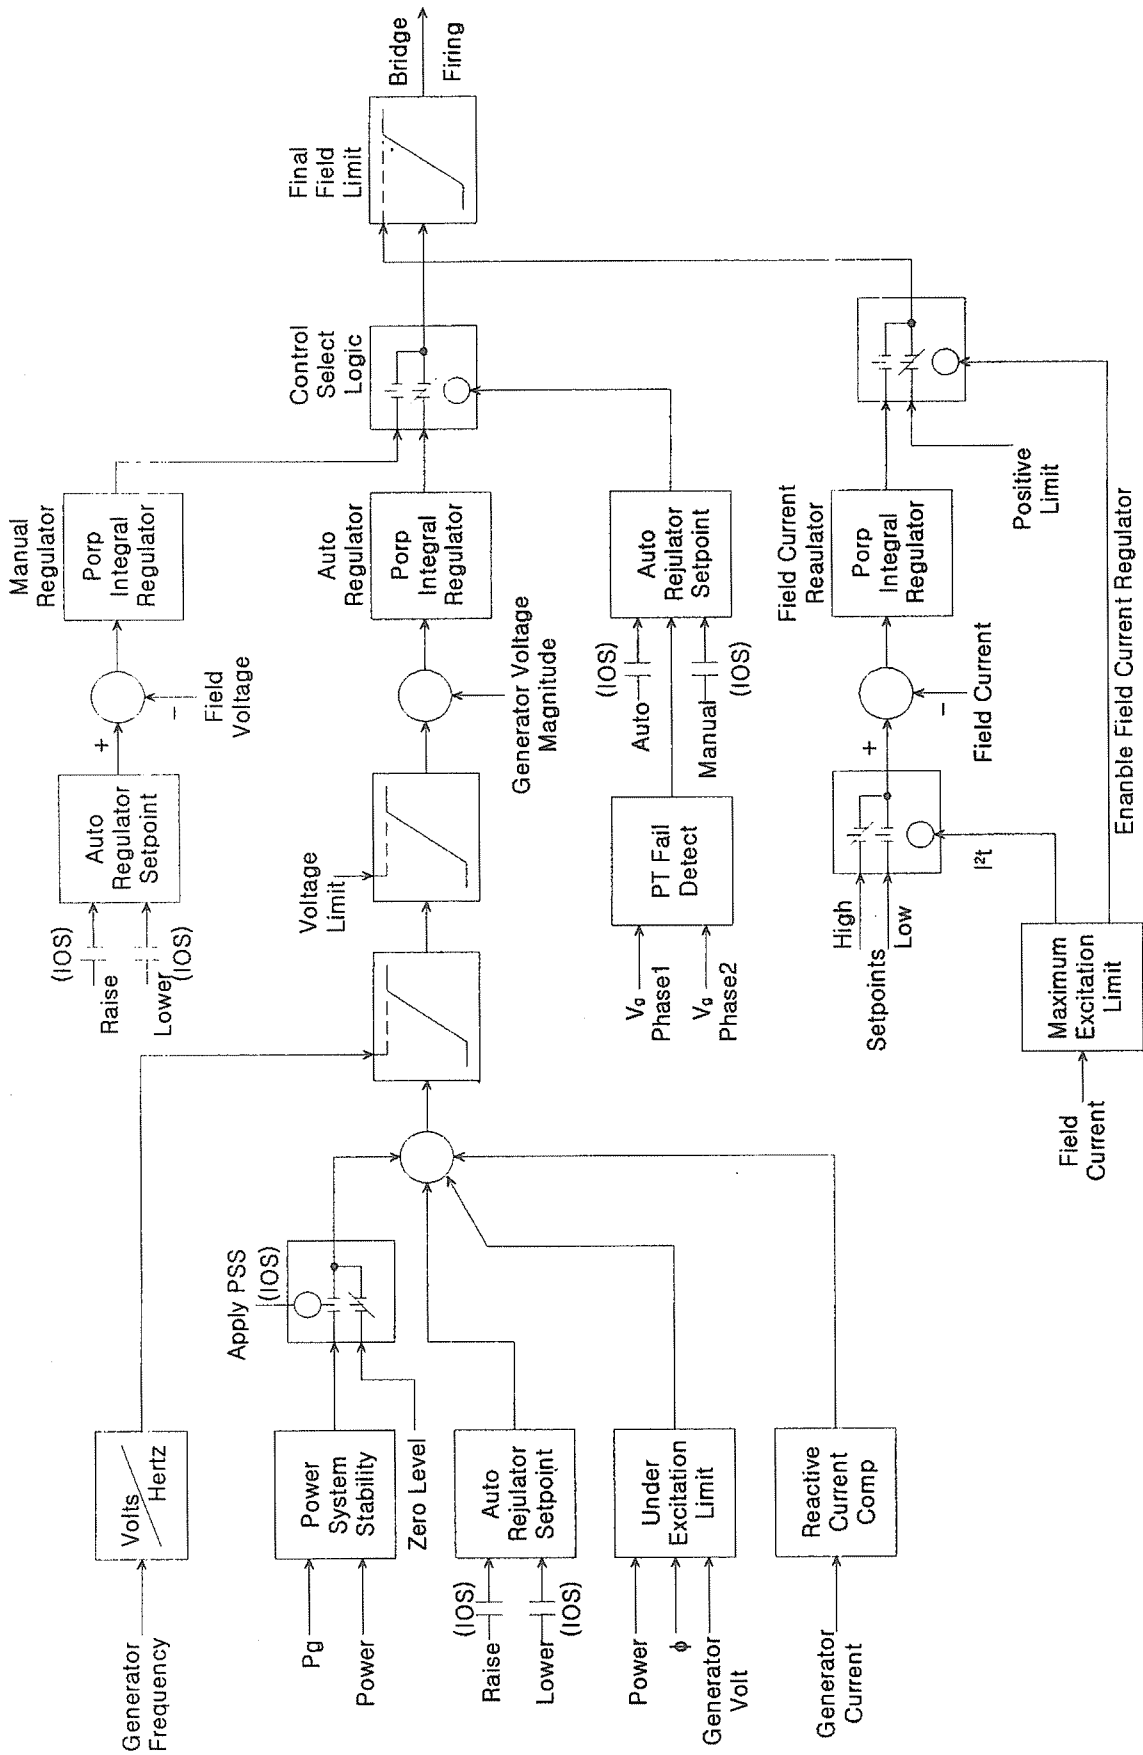 Generator
Frequency
Volts
Hertz
Pg
Power
Power
System
Stability
Zero Level
Apply PSS
(IOS)
Raise
(IOS)
Lower
(IOS)
Auto
Rejulator
Setpoint
Power
ϕ
Generator
Volt
Under
Excitation
Limit
Generator
Current
Reactive
Current
Comp
Raise
(IOS)
Lower
(IOS)
Auto
Regulator
Setpoint
+
−
Field
Voltage
Manual
Regulator
Porp
Integral
Regulator
Voltage
Limit
Generator Voltage
Magnitude
Auto
Regulator
Porp
Integral
Regulator
Control
Select
Logic
Final
Field
Limit
Bridge
Firing
Vg
Phase1
Vg
Phase2
PT Fail
Detect
Auto
(IOS)
Manual
(IOS)
Auto
Rejulator
Setpoint
Setpoints
High
Low
I²t
+
−
Field Current
Field Current
Reaulator
Porp
Integral
Regulator
Positive
Limit
Field
Current
Maximum
Excitation
Limit
Enanble Field Current Regulator